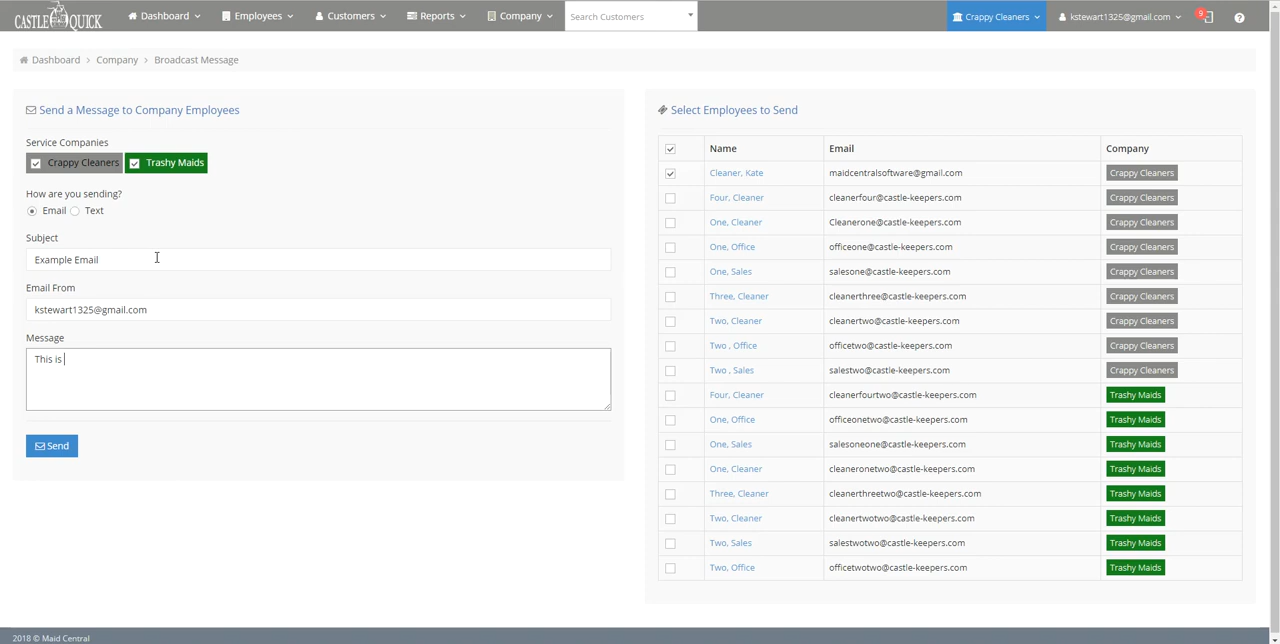 CASTLE QUICK
Dashboard
Employees
Customers
Reports
Company
Search Customers
Crappy Cleaners
kstewart1325@gmail.com
9
Dashboard > Company > Broadcast Message
Send a Message to Company Employees
Service Companies
Crappy Cleaners
Trashy Maids
How are you sending?
Email
Text
Subject
Example Email
Email From
kstewart1325@gmail.com
Message
This is
Send
Select Employees to Send
Name Email Company
Cleaner, Kate maidcentralsoftware@gmail.com Crappy Cleaners
Four, Cleaner cleanerfour@castle-keepers.com Crappy Cleaners
One, Cleaner Cleanerone@castle-keepers.com Crappy Cleaners
One, Office officeone@castle-keepers.com Crappy Cleaners
One, Sales salesone@castle-keepers.com Crappy Cleaners
Three, Cleaner cleanerthree@castle-keepers.com Crappy Cleaners
Two, Cleaner cleanertwo@castle-keepers.com Crappy Cleaners
Two , Office officetwo@castle-keepers.com Crappy Cleaners
Two , Sales salestwo@castle-keepers.com Crappy Cleaners
Four, Cleaner cleanerfourtwo@castle-keepers.com Trashy Maids
One, Office officeonetwo@castle-keepers.com Trashy Maids
One, Sales salesoneone@castle-keepers.com Trashy Maids
One, Cleaner cleaneronetwo@castle-keepers.com Trashy Maids
Three, Cleaner cleanerthreetwo@castle-keepers.com Trashy Maids
Two, Cleaner cleanertwotwo@castle-keepers.com Trashy Maids
Two, Sales salestwotwo@castle-keepers.com Trashy Maids
Two, Office officetwotwo@castle-keepers.com Trashy Maids
2018 © Maid Central